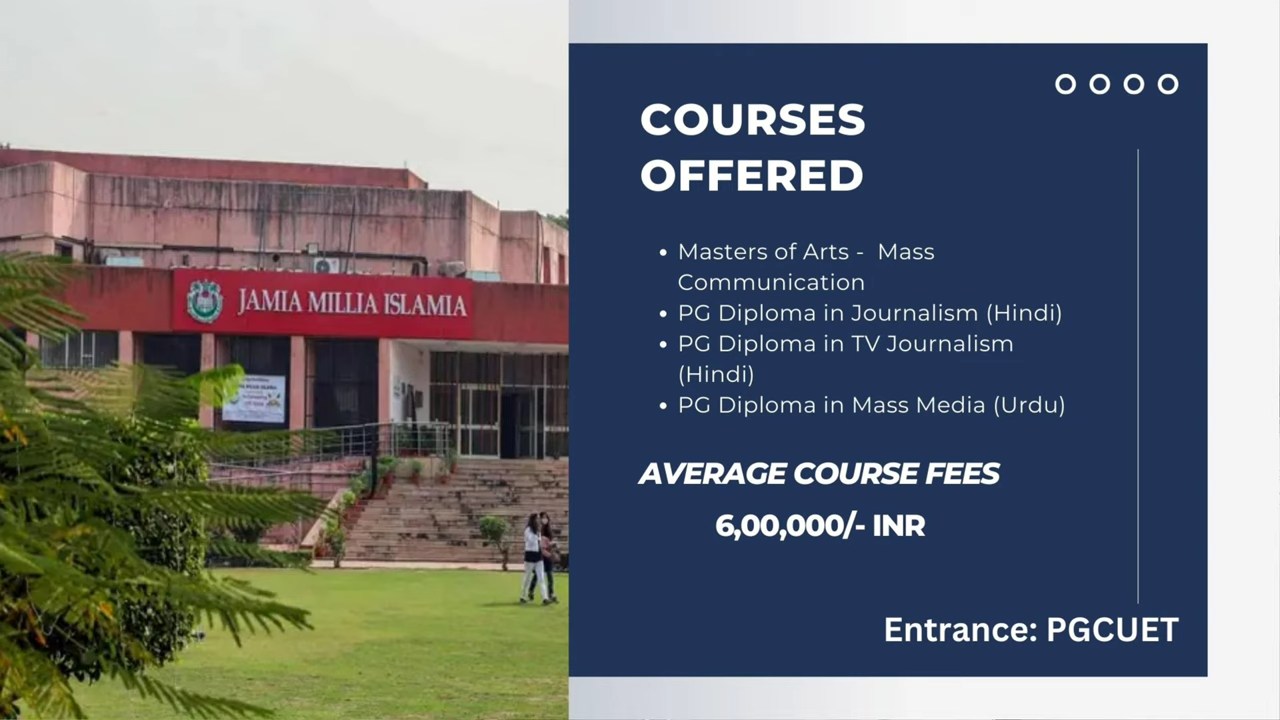 JAMIA MILLIA ISLAMIA
COURSES
OFFERED
• Masters of Arts -  Mass
Communication
• PG Diploma in Journalism (Hindi)
• PG Diploma in TV Journalism
(Hindi)
• PG Diploma in Mass Media (Urdu)
AVERAGE COURSE FEES
6,00,000/- INR
Entrance: PGCUET